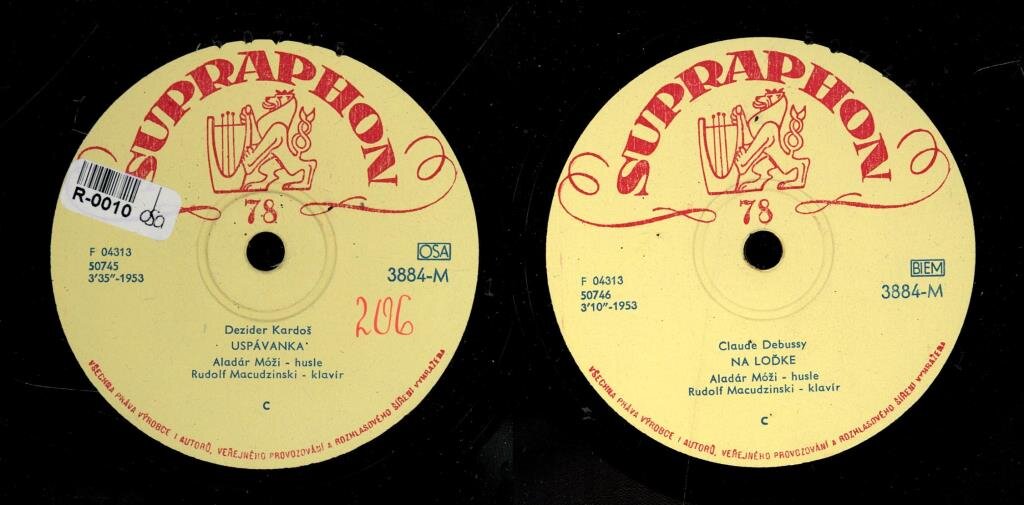 SUPRAPHON
78
R-0010
osa
F 04313
50745
3'35"-1953
OSA
3884-M
206
Dezider Kardoš
USPÁVANKA
Aladár Móži - husle
Rudolf Macudzinski - klavír
C
VŠECHNA PRÁVA VÝROBCE I AUTORŮ, VEŘEJNÉHO PROVOZOVÁNÍ A ROZHLASOVÉHO ŠÍŘENÍ VYHRAŽENA
SUPRAPHON
78
F 04313
50746
3'10"-1953
BIEM
3884-M
Claude Debussy
NA LOĎKE
Aladár Móži - husle
Rudolf Macudzinski - klavír
C
VŠECHNA PRÁVA VÝROBCE I AUTORŮ, VEŘEJNÉHO PROVOZOVÁNÍ A ROZHLASOVÉHO ŠÍŘENÍ VYHRAŽENA